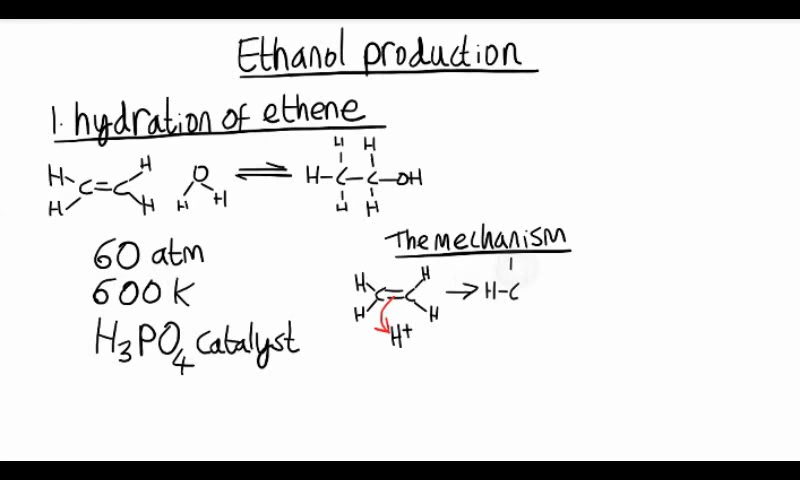 Ethanol production
1. hydration of ethene
H H H H
H C=C H O H-C-C-OH
H H H H H H
60 atm
600 K
H3PO4 catalyst
The mechanism
H H
C=C → H-C
H H
H+